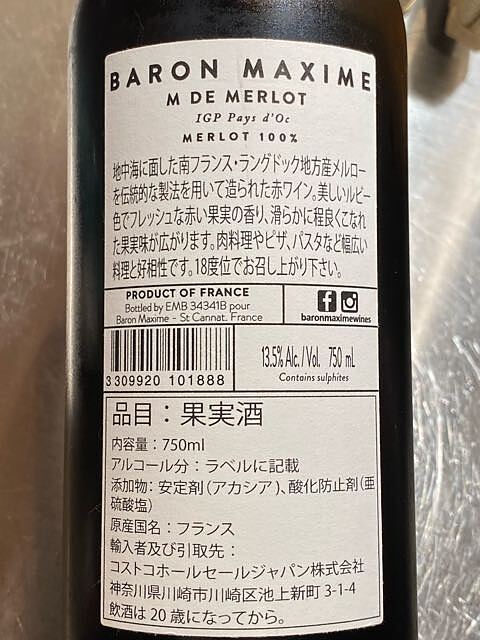 BARON MAXIME
M DE MERLOT
IGP Pays d'Oc
MERLOT 100%
地中海に面した南フランス・ラングドック地方産メルロー
を伝統的な製法を用いて造られた赤ワイン。美しいルビー
色でフレッシュな赤い果実の香り、滑らかに程良くこなれ
た果実味が広がります。肉料理やピザ、パスタなど幅広い
料理と好相性です。18度位でお召し上がり下さい。
PRODUCT OF FRANCE
Bottled by EMB 34341B pour
Baron Maxime - St Cannat. France
baronmaximewines
3 309920 101888
13.5% Alc. / Vol. 750 mL
Contains sulphites
品目：果実酒
内容量：750ml
アルコール分：ラベルに記載
添加物：安定剤（アカシア）、酸化防止剤（亜
硫酸塩）
原産国名：フランス
輸入者及び引取先：
コストコホールセールジャパン株式会社
神奈川県川崎市川崎区池上新町 3-1-4
飲酒は 20 歳になってから。